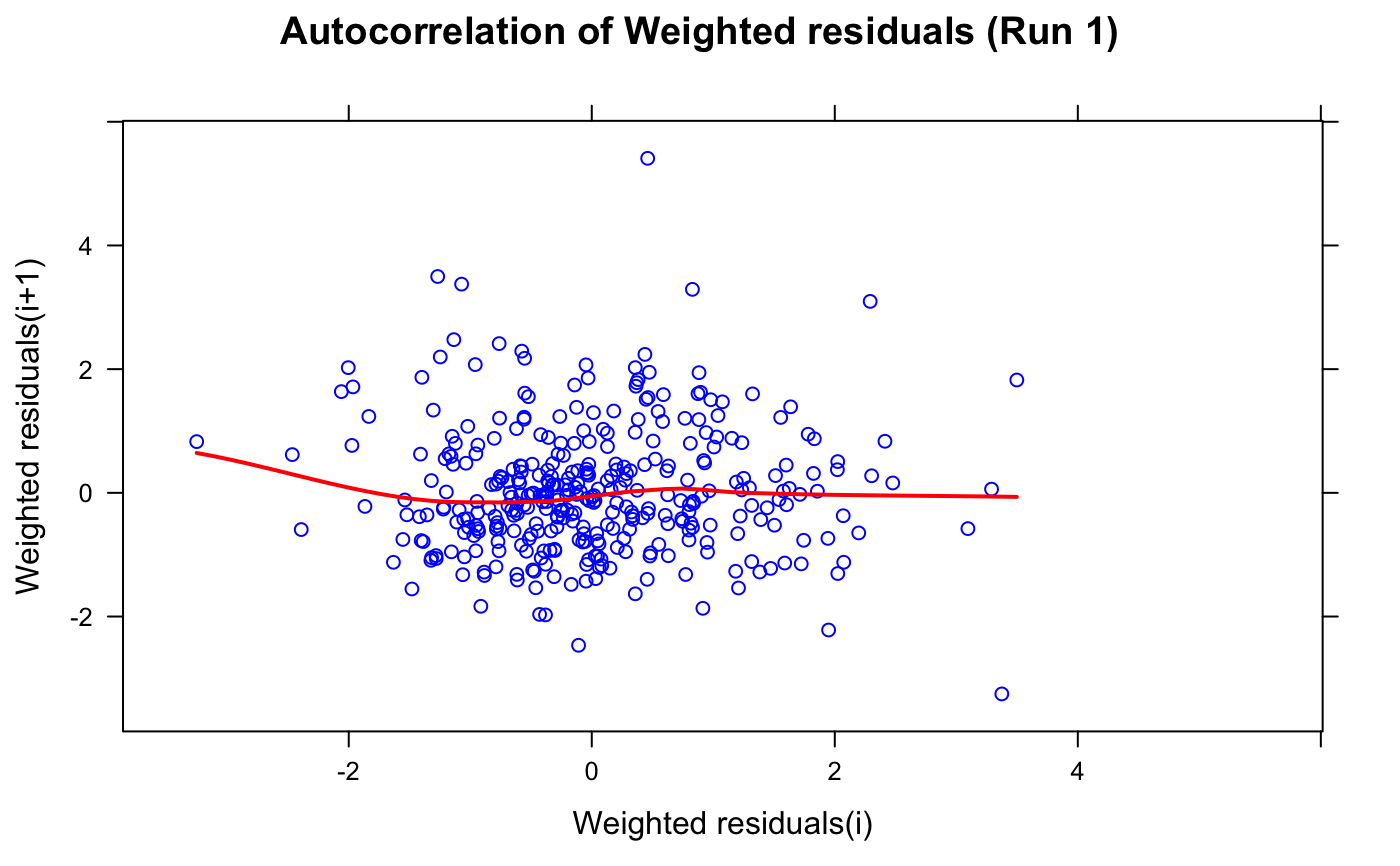 Autocorrelation of Weighted residuals (Run 1)
Weighted residuals(i+1)
4
2
0
-2
-2
0
2
4
Weighted residuals(i)